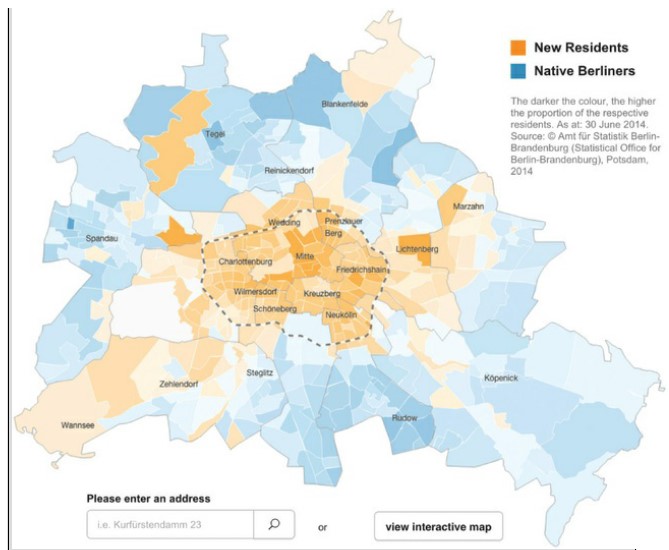 New Residents
Native Berliners
The darker the colour, the higher
the proportion of the respective
residents. As at: 30 June 2014.
Source: © Amt für Statistik Berlin-
Brandenburg (Statistical Office for
Berlin-Brandenburg), Potsdam,
2014
Blankenfelde
Tegel
Reinickendorf
Marzahn
Wedding
Prenzlauer
Berg
Spandau
Lichtenberg
Mitte
Charlottenburg
Friedrichshain
Wilmersdorf
Kreuzberg
Schöneberg
Neukölln
Steglitz
Zehlendorf
Köpenick
Rudow
Wannsee
Please enter an address
i.e. Kurfürstendamm 23
or
view interactive map